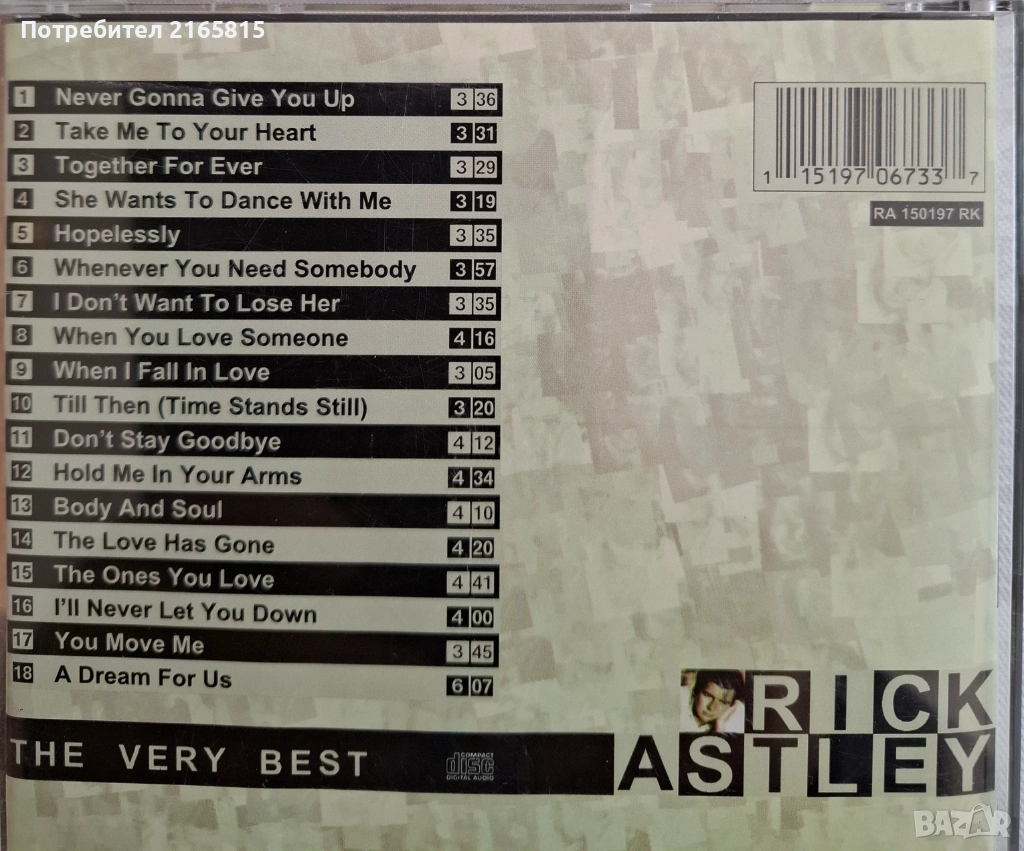 Потребител 2165815
1 Never Gonna Give You Up 3 36
2 Take Me To Your Heart 3 31
3 Together For Ever 3 29
4 She Wants To Dance With Me 3 19
5 Hopelessly 3 35
6 Whenever You Need Somebody 3 57
7 I Don't Want To Lose Her 3 35
8 When You Love Someone 4 16
9 When I Fall In Love 3 05
10 Till Then (Time Stands Still) 3 20
11 Don't Stay Goodbye 4 12
12 Hold Me In Your Arms 4 34
13 Body And Soul 4 10
14 The Love Has Gone 4 20
15 The Ones You Love 4 41
16 I'll Never Let You Down 4 00
17 You Move Me 3 45
18 A Dream For Us 6 07
1 15197 06733 7
RA 150197 RK
THE VERY BEST
COMPACT
disc
DIGITAL AUDIO
RICK
ASTLEY
BAZAR